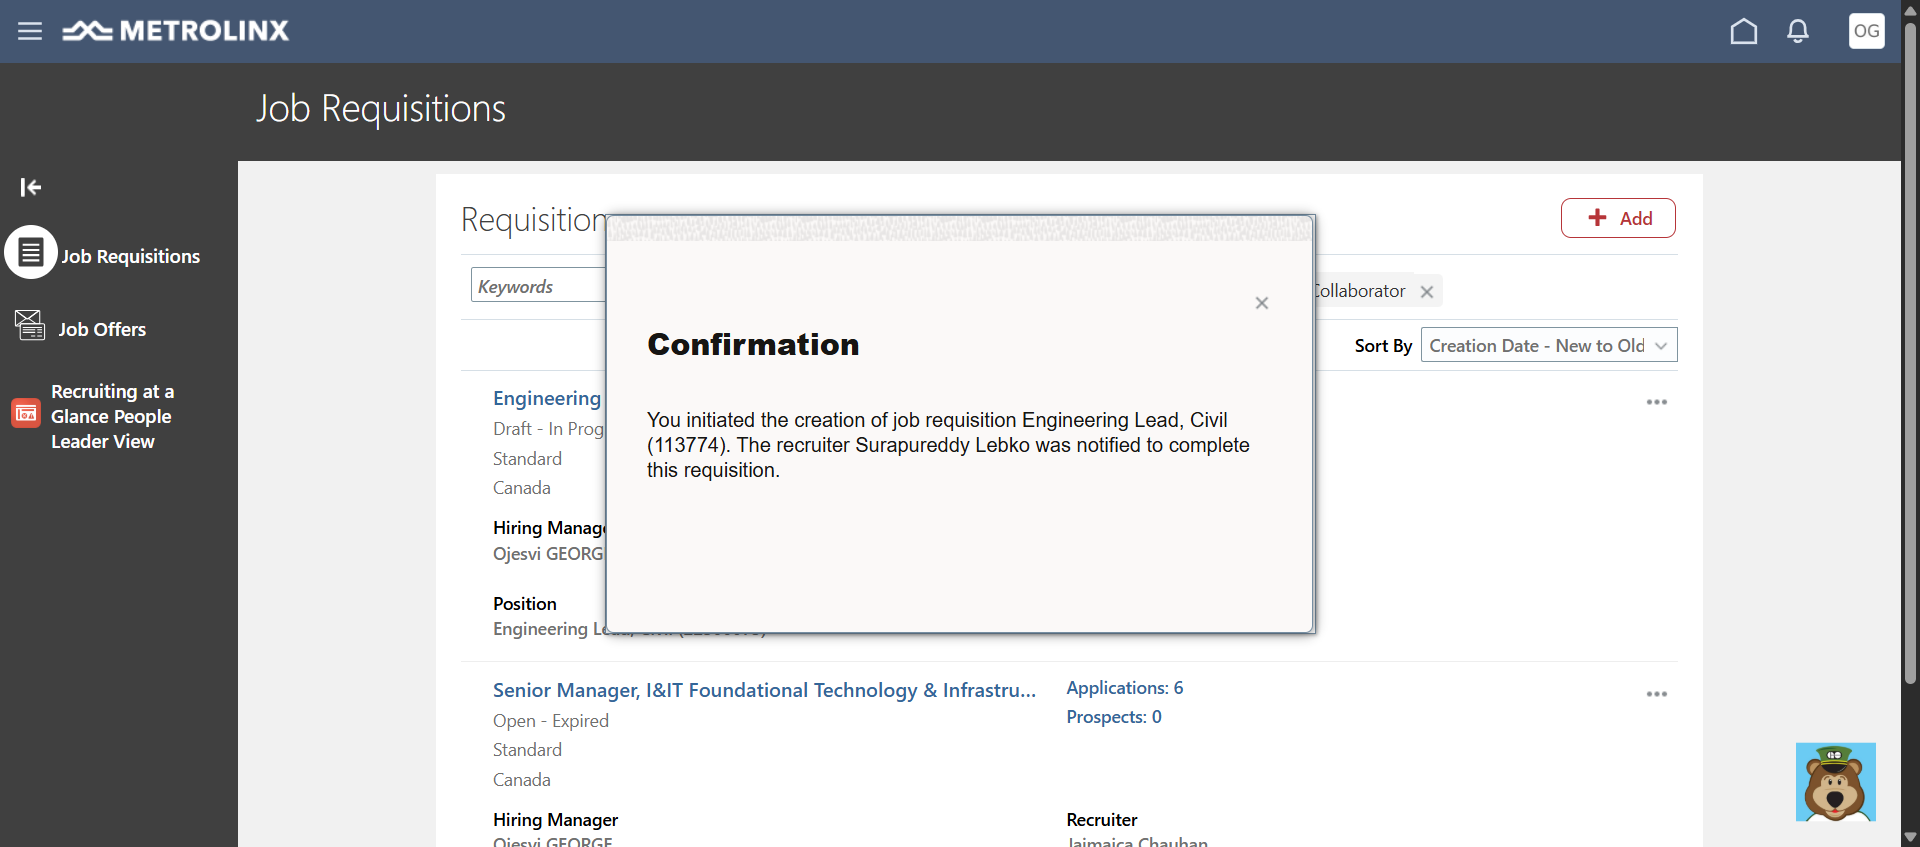 METROLINX
OG
Job Requisitions
Job Requisitions
Job Offers
Recruiting at a
Glance People
Leader View
Requisition
Add
Keywords
Collaborator
Sort By
Creation Date - New to Old
Confirmation
You initiated the creation of job requisition Engineering Lead, Civil
(113774). The recruiter Surapureddy Lebko was notified to complete
this requisition.
Engineering
Draft - In Prog
Standard
Canada
Hiring Manage
Ojesvi GEORG
Position
Engineering
Senior Manager, I&IT Foundational Technology & Infrastru...
Open - Expired
Standard
Canada
Applications: 6
Prospects: 0
Hiring Manager
Ojesvi GEORGE
Recruiter
Jaimaica Chauhan